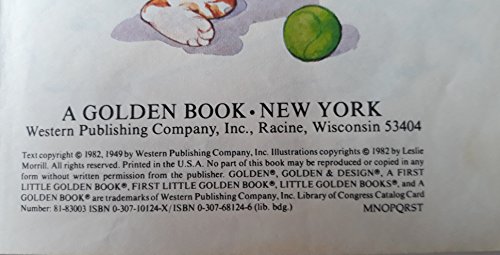 A GOLDEN BOOK • NEW YORK
Western Publishing Company, Inc., Racine, Wisconsin 53404
Text copyright © 1982, 1949 by Western Publishing Company, Inc. Illustrations copyrights © 1982 by Leslie
Morrill. All rights reserved. Printed in the U.S.A. No part of this book may be reproduced or copied in any
form without written permission from the publisher. GOLDEN®, GOLDEN & DESIGN®, A FIRST
LITTLE GOLDEN BOOK®, FIRST LITTLE GOLDEN BOOK®, LITTLE GOLDEN BOOKS®, and A
GOLDEN BOOK® are trademarks of Western Publishing Company, Inc. Library of Congress Catalog Card
Number: 81-83003 ISBN 0-307-10124-X/ISBN 0-307-68124-6 (lib. bdg.) MNOPQRST